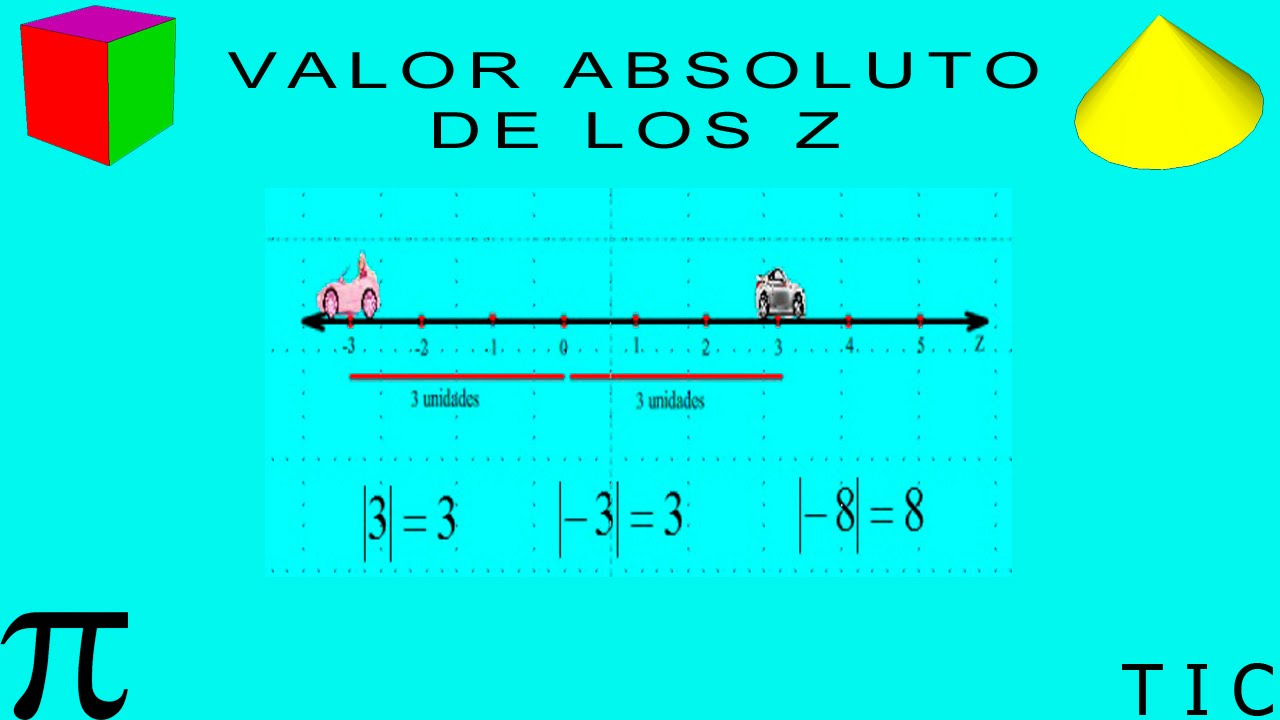 VALOR ABSOLUTO
DE LOS Z
-3 -2 -1 0 1 2 3 4 5 Z
3 unidades 3 unidades
|3| = 3 |-3| = 3 |-8| = 8
π
TIC